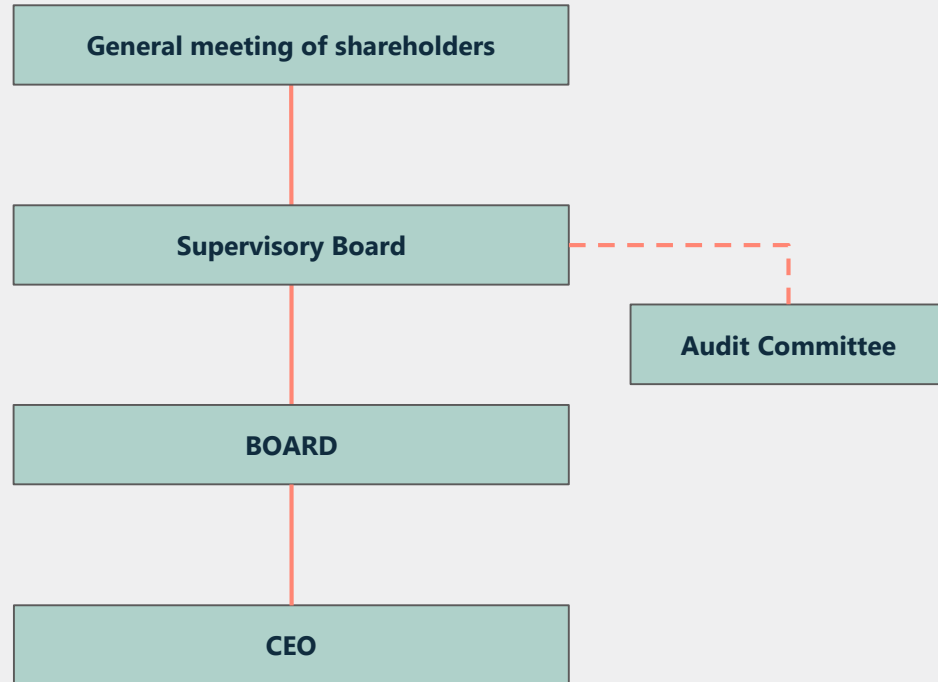 General meeting of shareholders
Supervisory Board
Audit Committee
BOARD
CEO